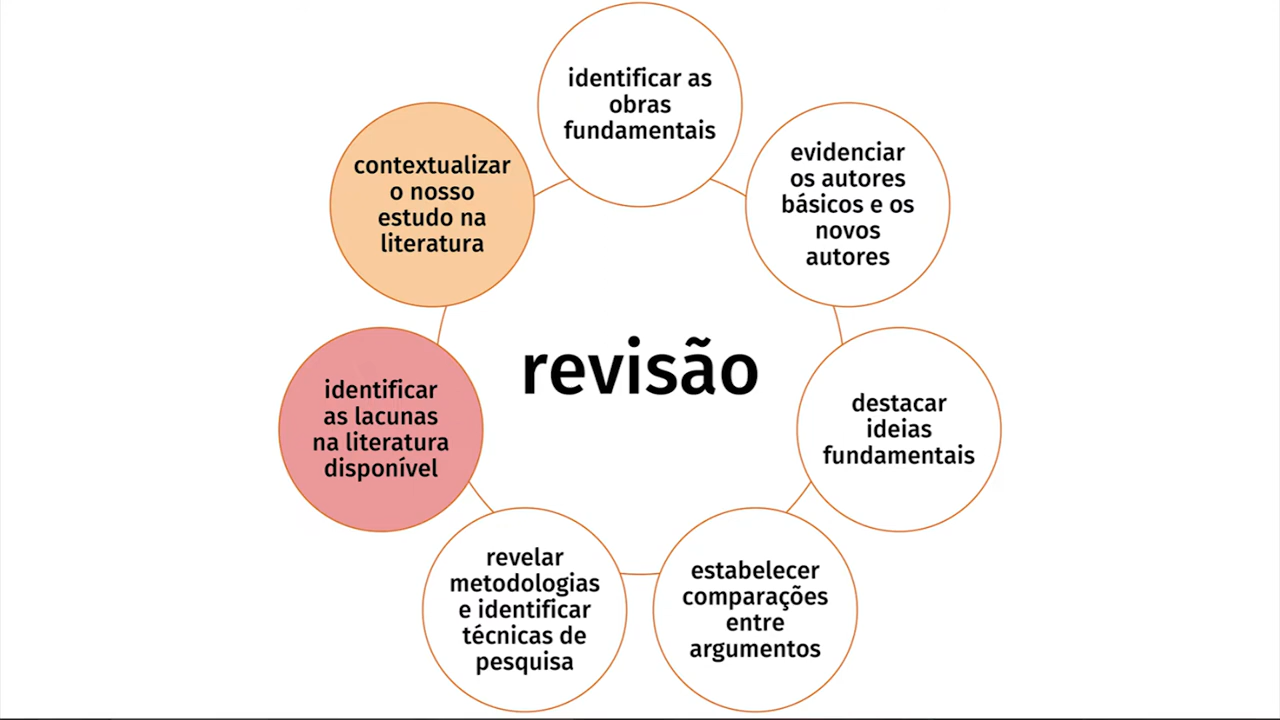 identificar as
obras
fundamentais
evidenciar
os autores
básicos e os
novos
autores
destacar
ideias
fundamentais
estabelecer
comparações
entre
argumentos
revelar
metodologias
e identificar
técnicas de
pesquisa
identificar
as lacunas
na literatura
disponível
contextualizar
o nosso
estudo na
literatura
revisão